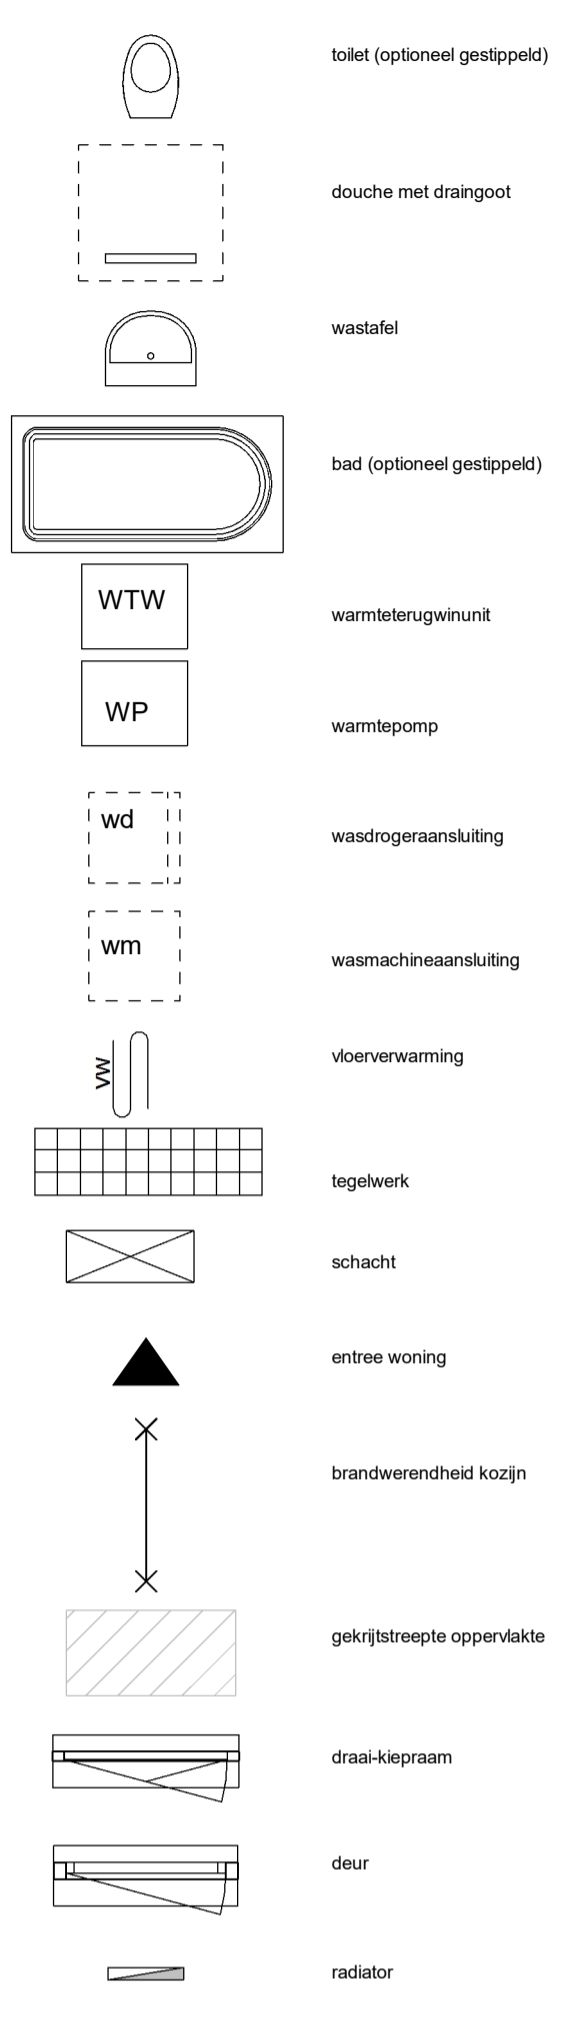 toilet (optioneel gestippeld)
douche met draingoot
wastafel
bad (optioneel gestippeld)
WTW
warmteterugwinunit
WP
warmtepomp
wd
wasdrogeraansluiting
wm
wasmachineaansluiting
vw
vloerverwarming
tegelwerk
schacht
entree woning
brandwerendheid kozijn
gekrijtstreepte oppervlakte
draai-kiepraam
deur
radiator